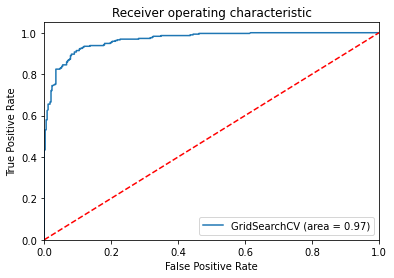 Receiver operating characteristic
True Positive Rate
1.0
0.8
0.6
0.4
0.2
0.0
GridSearchCV (area = 0.97)
0.0 0.2 0.4 0.6 0.8 1.0
False Positive Rate